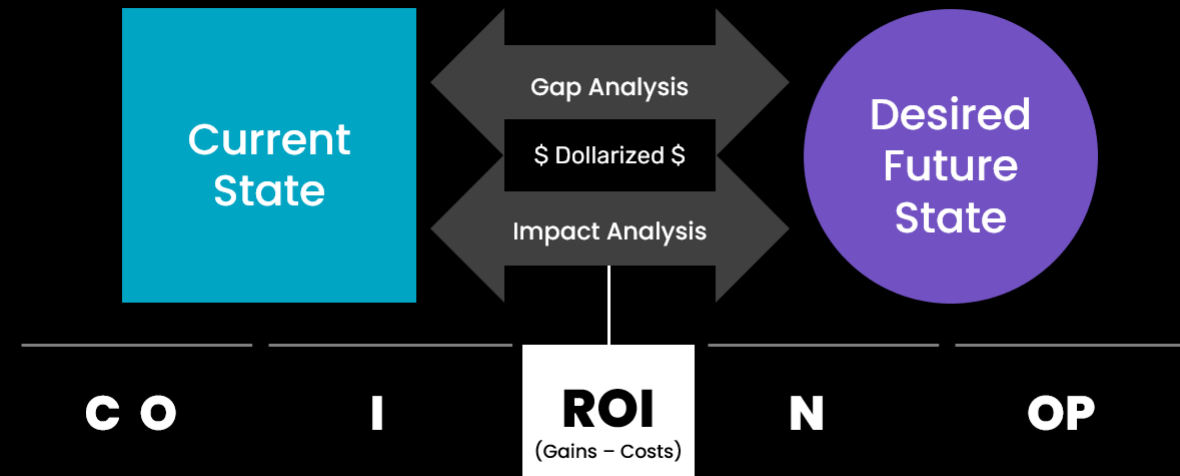 Current
State
Gap Analysis
$ Dollarized $
Impact Analysis
Desired
Future
State
C O
I
ROI
(Gains – Costs)
N
OP